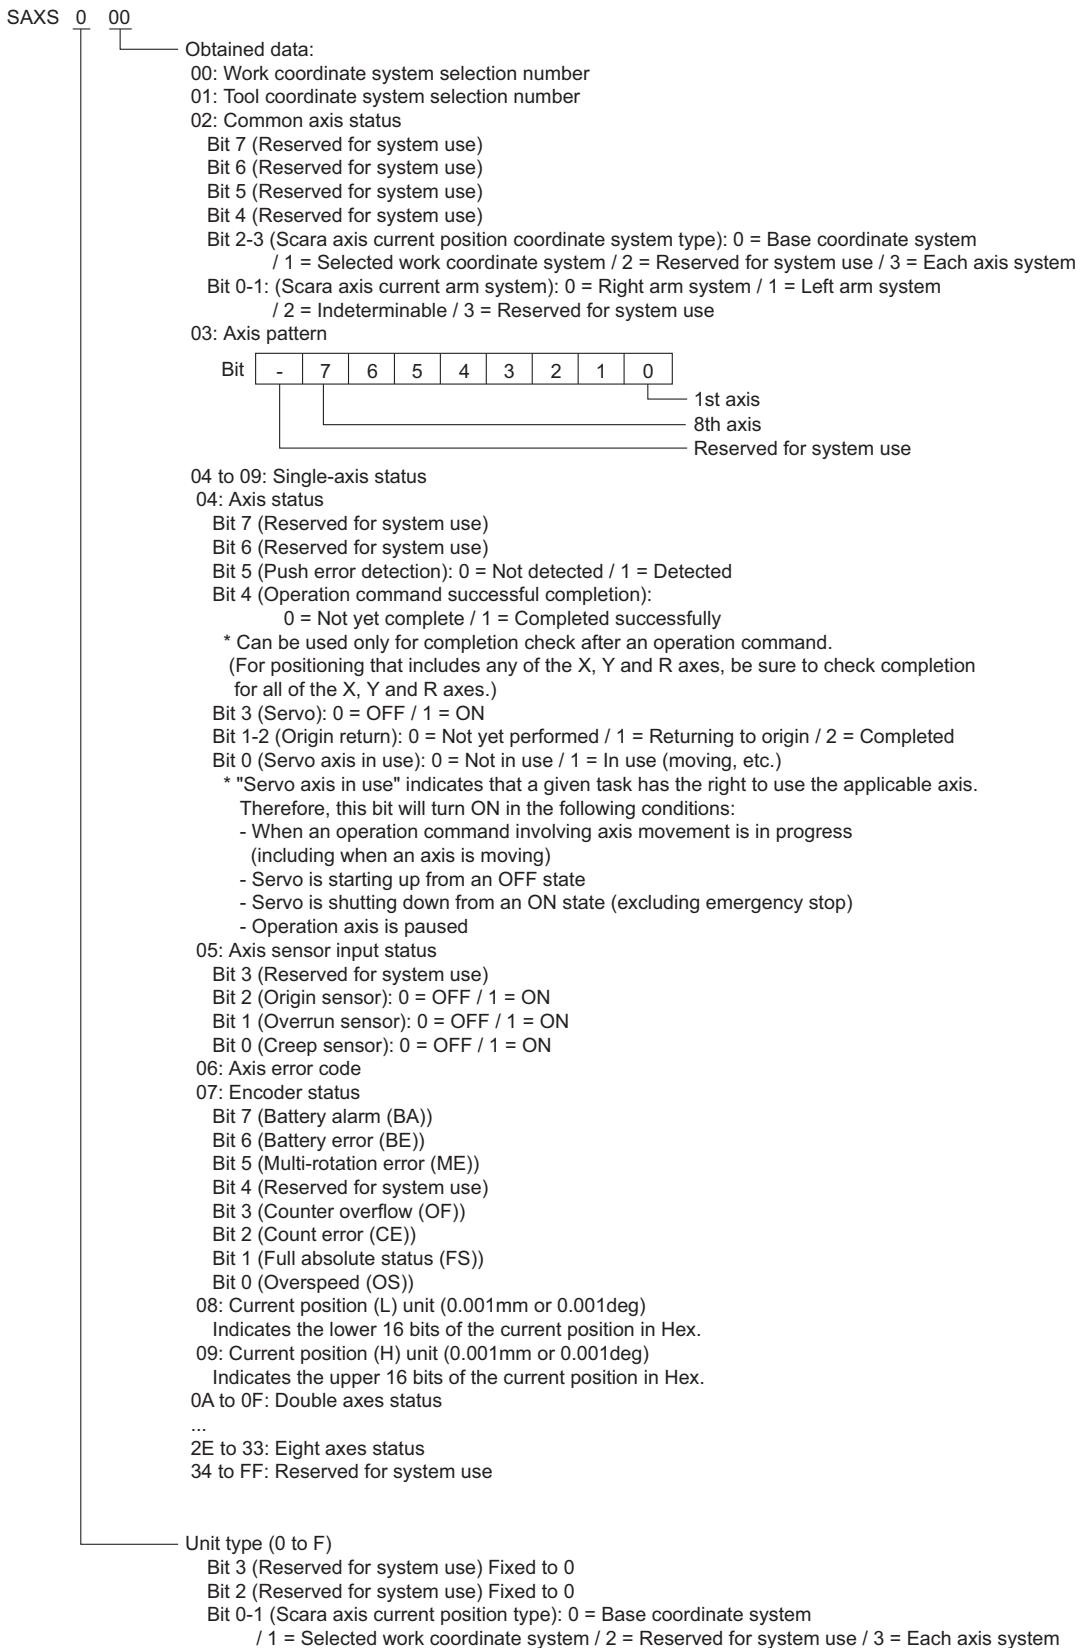 SAXS 0 00
Obtained data:
00: Work coordinate system selection number
01: Tool coordinate system selection number
02: Common axis status
Bit 7 (Reserved for system use)
Bit 6 (Reserved for system use)
Bit 5 (Reserved for system use)
Bit 4 (Reserved for system use)
Bit 2-3 (Scara axis current position coordinate system type): 0 = Base coordinate system
/ 1 = Selected work coordinate system / 2 = Reserved for system use / 3 = Each axis system
Bit 0-1: (Scara axis current arm system): 0 = Right arm system / 1 = Left arm system
/ 2 = Indeterminable / 3 = Reserved for system use
03: Axis pattern
Bit - 7 6 5 4 3 2 1 0
1st axis
8th axis
Reserved for system use
04 to 09: Single-axis status
04: Axis status
Bit 7 (Reserved for system use)
Bit 6 (Reserved for system use)
Bit 5 (Push error detection): 0 = Not detected / 1 = Detected
Bit 4 (Operation command successful completion):
0 = Not yet complete / 1 = Completed successfully
* Can be used only for completion check after an operation command.
(For positioning that includes any of the X, Y and R axes, be sure to check completion
for all of the X, Y and R axes.)
Bit 3 (Servo): 0 = OFF / 1 = ON
Bit 1-2 (Origin return): 0 = Not yet performed / 1 = Returning to origin / 2 = Completed
Bit 0 (Servo axis in use): 0 = Not in use / 1 = In use (moving, etc.)
* "Servo axis in use" indicates that a given task has the right to use the applicable axis.
Therefore, this bit will turn ON in the following conditions:
- When an operation command involving axis movement is in progress
(including when an axis is moving)
- Servo is starting up from an OFF state
- Servo is shutting down from an ON state (excluding emergency stop)
- Operation axis is paused
05: Axis sensor input status
Bit 3 (Reserved for system use)
Bit 2 (Origin sensor): 0 = OFF / 1 = ON
Bit 1 (Overrun sensor): 0 = OFF / 1 = ON
Bit 0 (Creep sensor): 0 = OFF / 1 = ON
06: Axis error code
07: Encoder status
Bit 7 (Battery alarm (BA))
Bit 6 (Battery error (BE))
Bit 5 (Multi-rotation error (ME))
Bit 4 (Reserved for system use)
Bit 3 (Counter overflow (OF))
Bit 2 (Count error (CE))
Bit 1 (Full absolute status (FS))
Bit 0 (Overspeed (OS))
08: Current position (L) unit (0.001mm or 0.001deg)
Indicates the lower 16 bits of the current position in Hex.
09: Current position (H) unit (0.001mm or 0.001deg)
Indicates the upper 16 bits of the current position in Hex.
0A to 0F: Double axes status
...
2E to 33: Eight axes status
34 to FF: Reserved for system use
Unit type (0 to F)
Bit 3 (Reserved for system use) Fixed to 0
Bit 2 (Reserved for system use) Fixed to 0
Bit 0-1 (Scara axis current position type): 0 = Base coordinate system
/ 1 = Selected work coordinate system / 2 = Reserved for system use / 3 = Each axis system